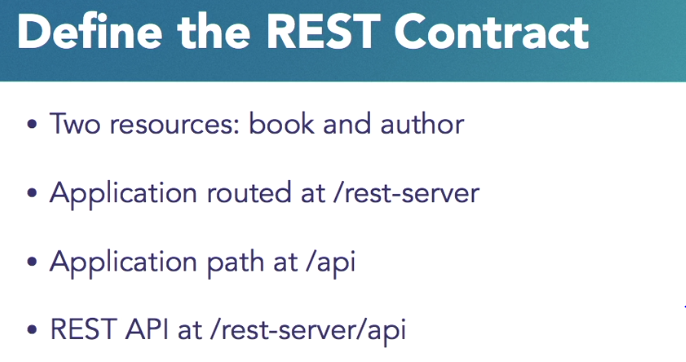 Define the REST Contract
• Two resources: book and author
• Application routed at /rest-server
• Application path at /api
• REST API at /rest-server/api